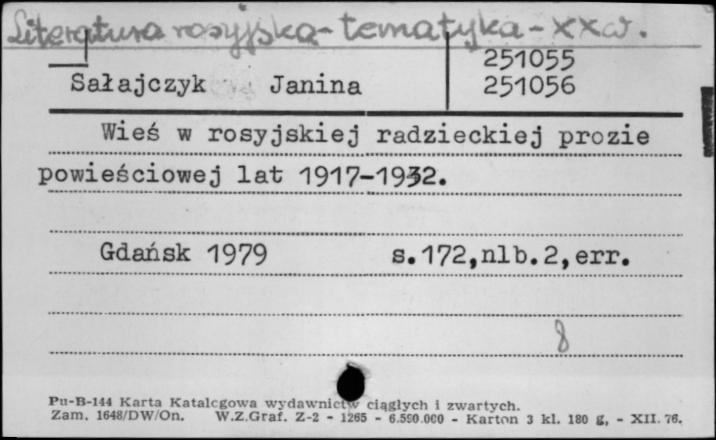 Literatura rosyjska - tematyka - XX w.
251055
Sałajczyk Janina 251056
Wieś w rosyjskiej radzieckiej prozie
powieściowej lat 1917-1932.
Gdańsk 1979 s.172,nlb.2,err.
8
Pu-B-144 Karta Katalogowa wydawnictw ciągłych i zwartych.
Zam. 1648/DW/On. W.Z.Graf. Z-2 - 1265 - 6.550.000 - Karton 3 kl. 180 g, - XII. 76.